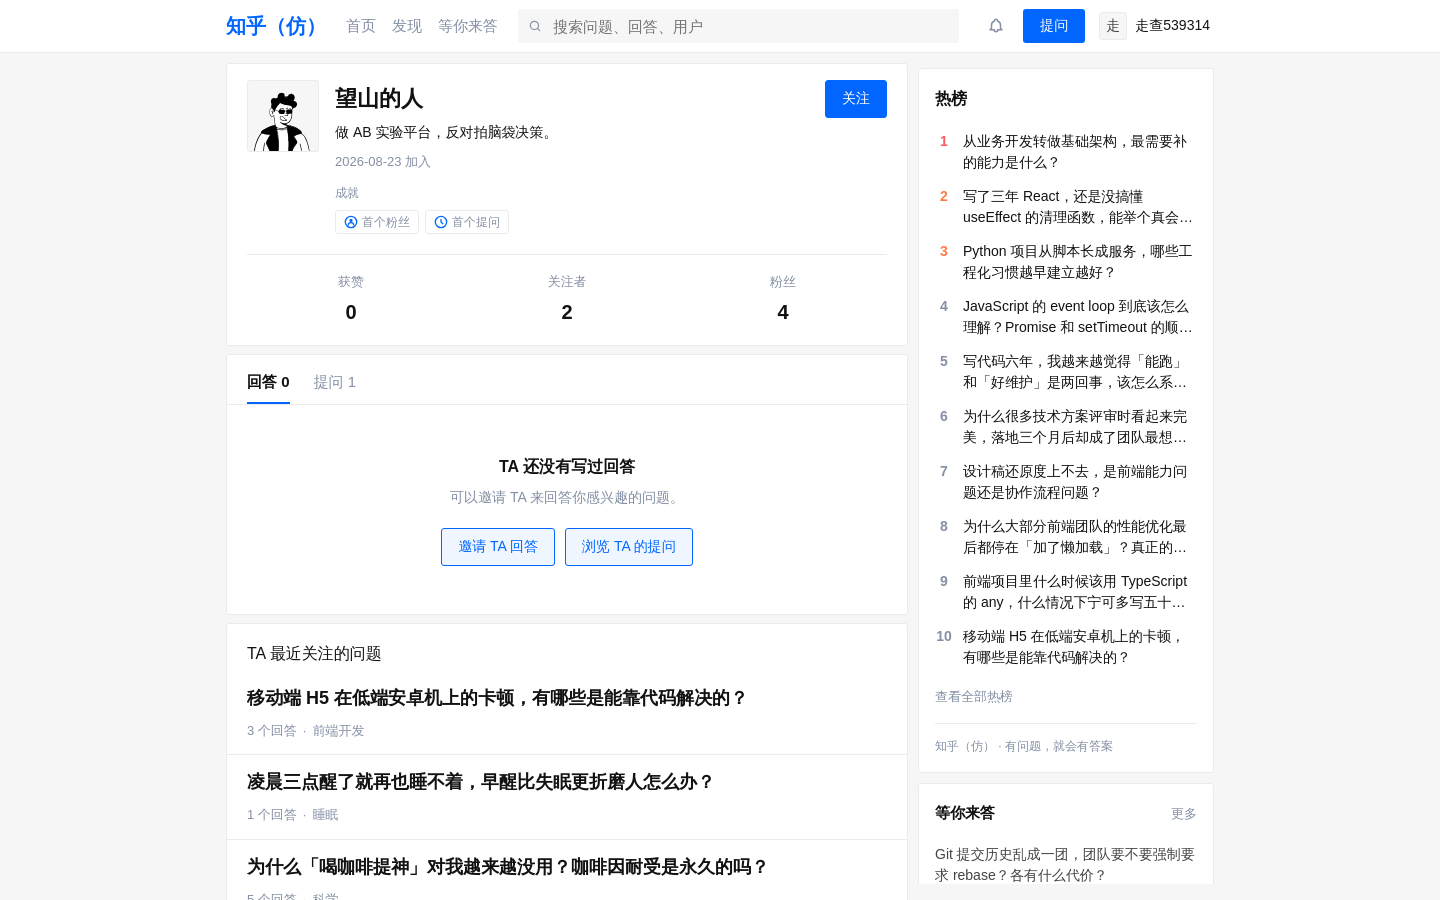 知乎（仿）
首页 发现 等你来答
搜索问题、回答、用户
提问
走
走查539314
望山的人
关注
做 AB 实验平台，反对拍脑袋决策。
2026-08-23 加入
成就
首个粉丝 首个提问
获赞 关注者 粉丝
0 2 4
回答 0 提问 1
TA 还没有写过回答
可以邀请 TA 来回答你感兴趣的问题。
邀请 TA 回答 浏览 TA 的提问
TA 最近关注的问题
移动端 H5 在低端安卓机上的卡顿，有哪些是能靠代码解决的？
3 个回答 · 前端开发
凌晨三点醒了就再也睡不着，早醒比失眠更折磨人怎么办？
1 个回答 · 睡眠
为什么「喝咖啡提神」对我越来越没用？咖啡因耐受是永久的吗？
5 个回答 · 科学
热榜
1 从业务开发转做基础架构，最需要补
的能力是什么？
2 写了三年 React，还是没搞懂
useEffect 的清理函数，能举个真会…
3 Python 项目从脚本长成服务，哪些工
程化习惯越早建立越好？
4 JavaScript 的 event loop 到底该怎么
理解？Promise 和 setTimeout 的顺…
5 写代码六年，我越来越觉得「能跑」
和「好维护」是两回事，该怎么系…
6 为什么很多技术方案评审时看起来完
美，落地三个月后却成了团队最想…
7 设计稿还原度上不去，是前端能力问
题还是协作流程问题？
8 为什么大部分前端团队的性能优化最
后都停在「加了懒加载」？真正的…
9 前端项目里什么时候该用 TypeScript
的 any，什么情况下宁可多写五十…
10 移动端 H5 在低端安卓机上的卡顿，
有哪些是能靠代码解决的？
查看全部热榜
知乎（仿） · 有问题，就会有答案
等你来答 更多
Git 提交历史乱成一团，团队要不要强制要
求 rebase？各有什么代价？